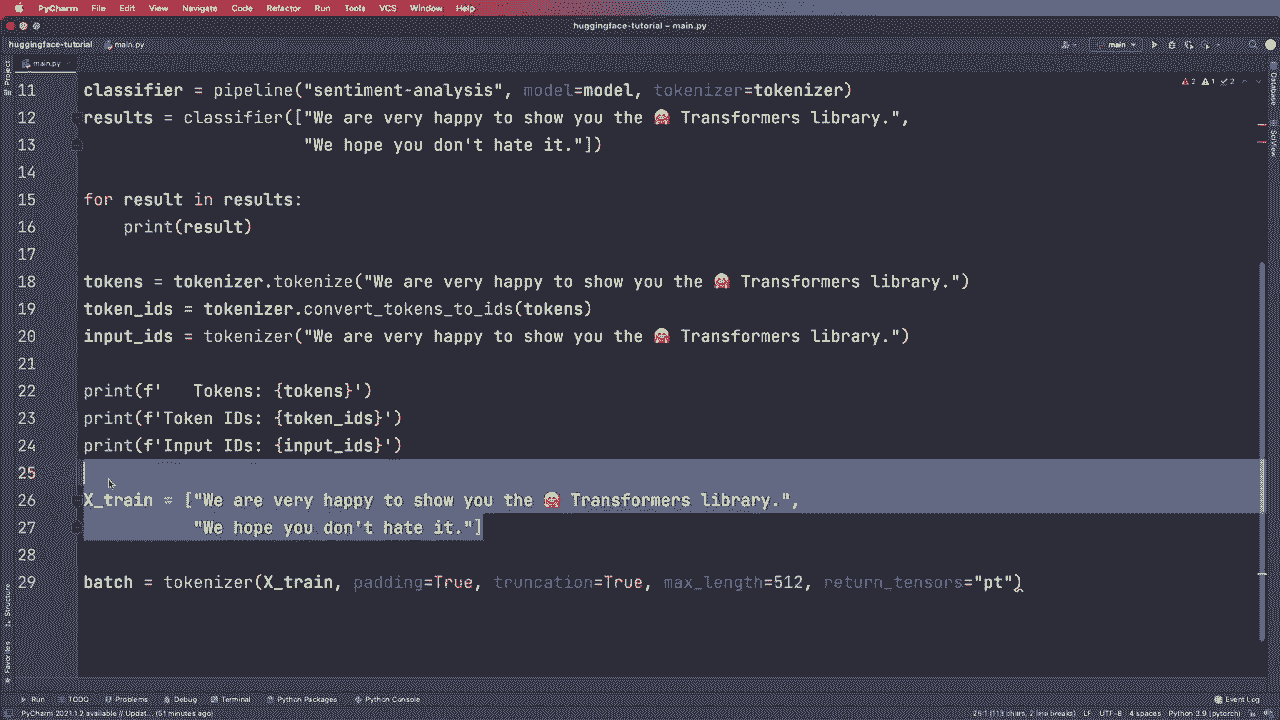 PyCharm File Edit View Navigate Code Refactor Run Tools VCS Window Help
huggingface-tutorial – main.py
huggingface-tutorial main.py main
main.py
Project
Database
SciView
2 1 2
11 classifier = pipeline("sentiment-analysis", model=model, tokenizer=tokenizer)
12 results = classifier(["We are very happy to show you the 🤗 Transformers library.",
13 "We hope you don't hate it."])
14
15 for result in results:
16 print(result)
17
18 tokens = tokenizer.tokenize("We are very happy to show you the 🤗 Transformers library.")
19 token_ids = tokenizer.convert_tokens_to_ids(tokens)
20 input_ids = tokenizer("We are very happy to show you the 🤗 Transformers library.")
21
22 print(f'   Tokens: {tokens}')
23 print(f'Token IDs: {token_ids}')
24 print(f'Input IDs: {input_ids}')
25
26 X_train = ["We are very happy to show you the 🤗 Transformers library.",
27 "We hope you don't hate it."]
28
29 batch = tokenizer(X_train, padding=True, truncation=True, max_length=512, return_tensors="pt")
Structure
Favorites
Run TODO Problems Debug Terminal Python Packages Python Console Event Log
PyCharm 2021.1.2 available // Updat... (51 minutes ago) 25:1 (113 chars, 2 line breaks) LF UTF-8 4 spaces Python 3.9 (pytorch)